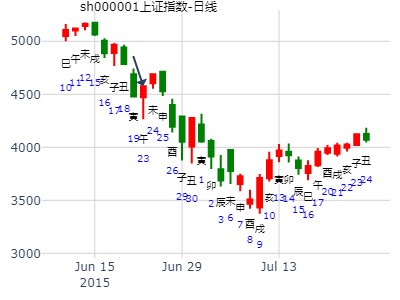 sh000001上证指数-日线
5000
巳 午 未 戌
10 11 12 15
亥 子 丑
16 17 18
4500
寅 午 未 申
19 23 24 25
4000
酉 子 丑 寅 卯
26 29 30 1 2
3500
辰 未 申 酉 戌
3 6 7 8 9
亥 寅 卯 辰 巳 午
10 13 14 15 16 17
酉 戌 亥 子 丑
20 21 22 23 24
3000
Jun 15 Jun 29 Jul 13
2015